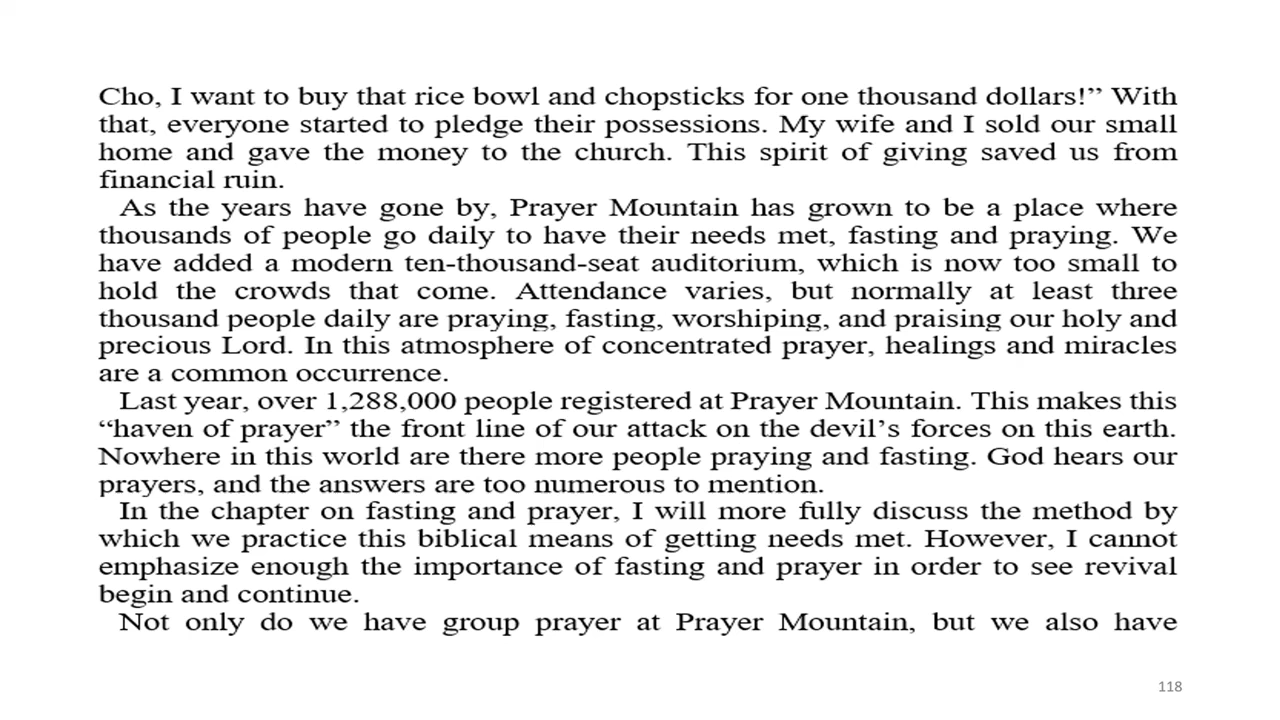 Cho, I want to buy that rice bowl and chopsticks for one thousand dollars!” With
that, everyone started to pledge their possessions. My wife and I sold our small
home and gave the money to the church. This spirit of giving saved us from
financial ruin.
As the years have gone by, Prayer Mountain has grown to be a place where
thousands of people go daily to have their needs met, fasting and praying. We
have added a modern ten-thousand-seat auditorium, which is now too small to
hold the crowds that come. Attendance varies, but normally at least three
thousand people daily are praying, fasting, worshiping, and praising our holy and
precious Lord. In this atmosphere of concentrated prayer, healings and miracles
are a common occurrence.
Last year, over 1,288,000 people registered at Prayer Mountain. This makes this
“haven of prayer” the front line of our attack on the devil’s forces on this earth.
Nowhere in this world are there more people praying and fasting. God hears our
prayers, and the answers are too numerous to mention.
In the chapter on fasting and prayer, I will more fully discuss the method by
which we practice this biblical means of getting needs met. However, I cannot
emphasize enough the importance of fasting and prayer in order to see revival
begin and continue.
Not only do we have group prayer at Prayer Mountain, but we also have
118